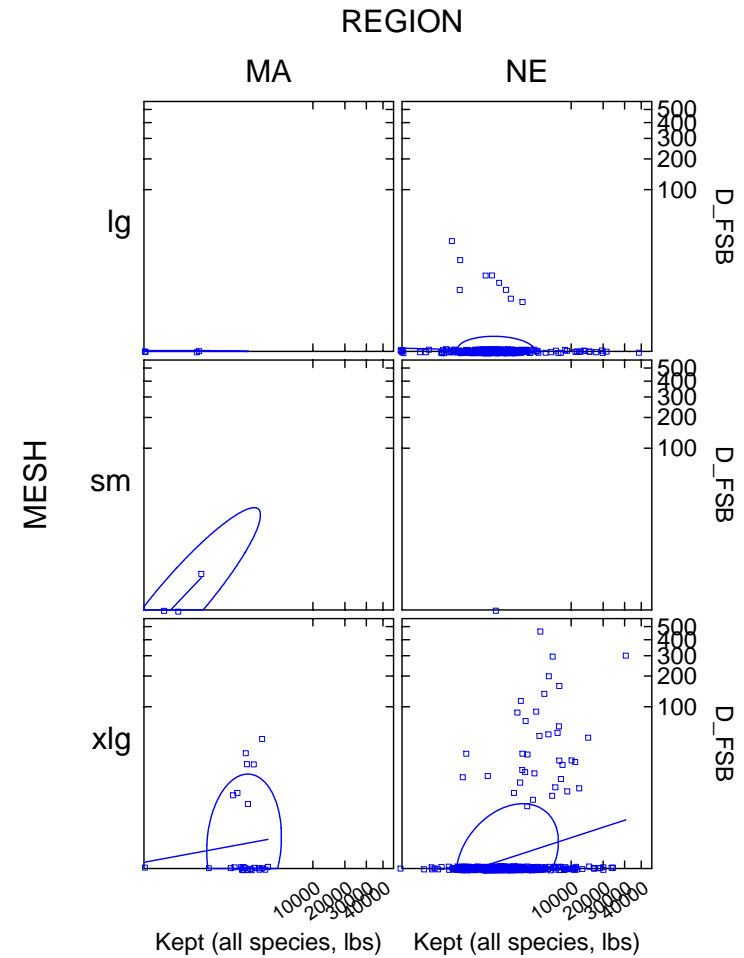 REGION
MA NE
500
400
300
200
100
lg
D_FSB
500
400
300
200
100
MESH
sm
D_FSB
500
400
300
200
100
xlg
D_FSB
10000 20000 30000 40000 10000 20000 30000 40000
Kept (all species, lbs) Kept (all species, lbs)